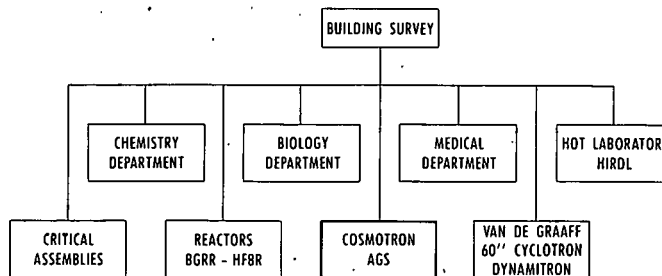 BUILDING SURVEY
CHEMISTRY
DEPARTMENT
BIOLOGY
DEPARTMENT
MEDICAL
DEPARTMENT
HOT LABORATOR
HIRDL
CRITICAL
ASSEMBLIES
REACTORS
BGRR - HFBR
COSMOTRON
AGS
VAN DE GRAAFF
60" CYCLOTRON
DYNAMITRON